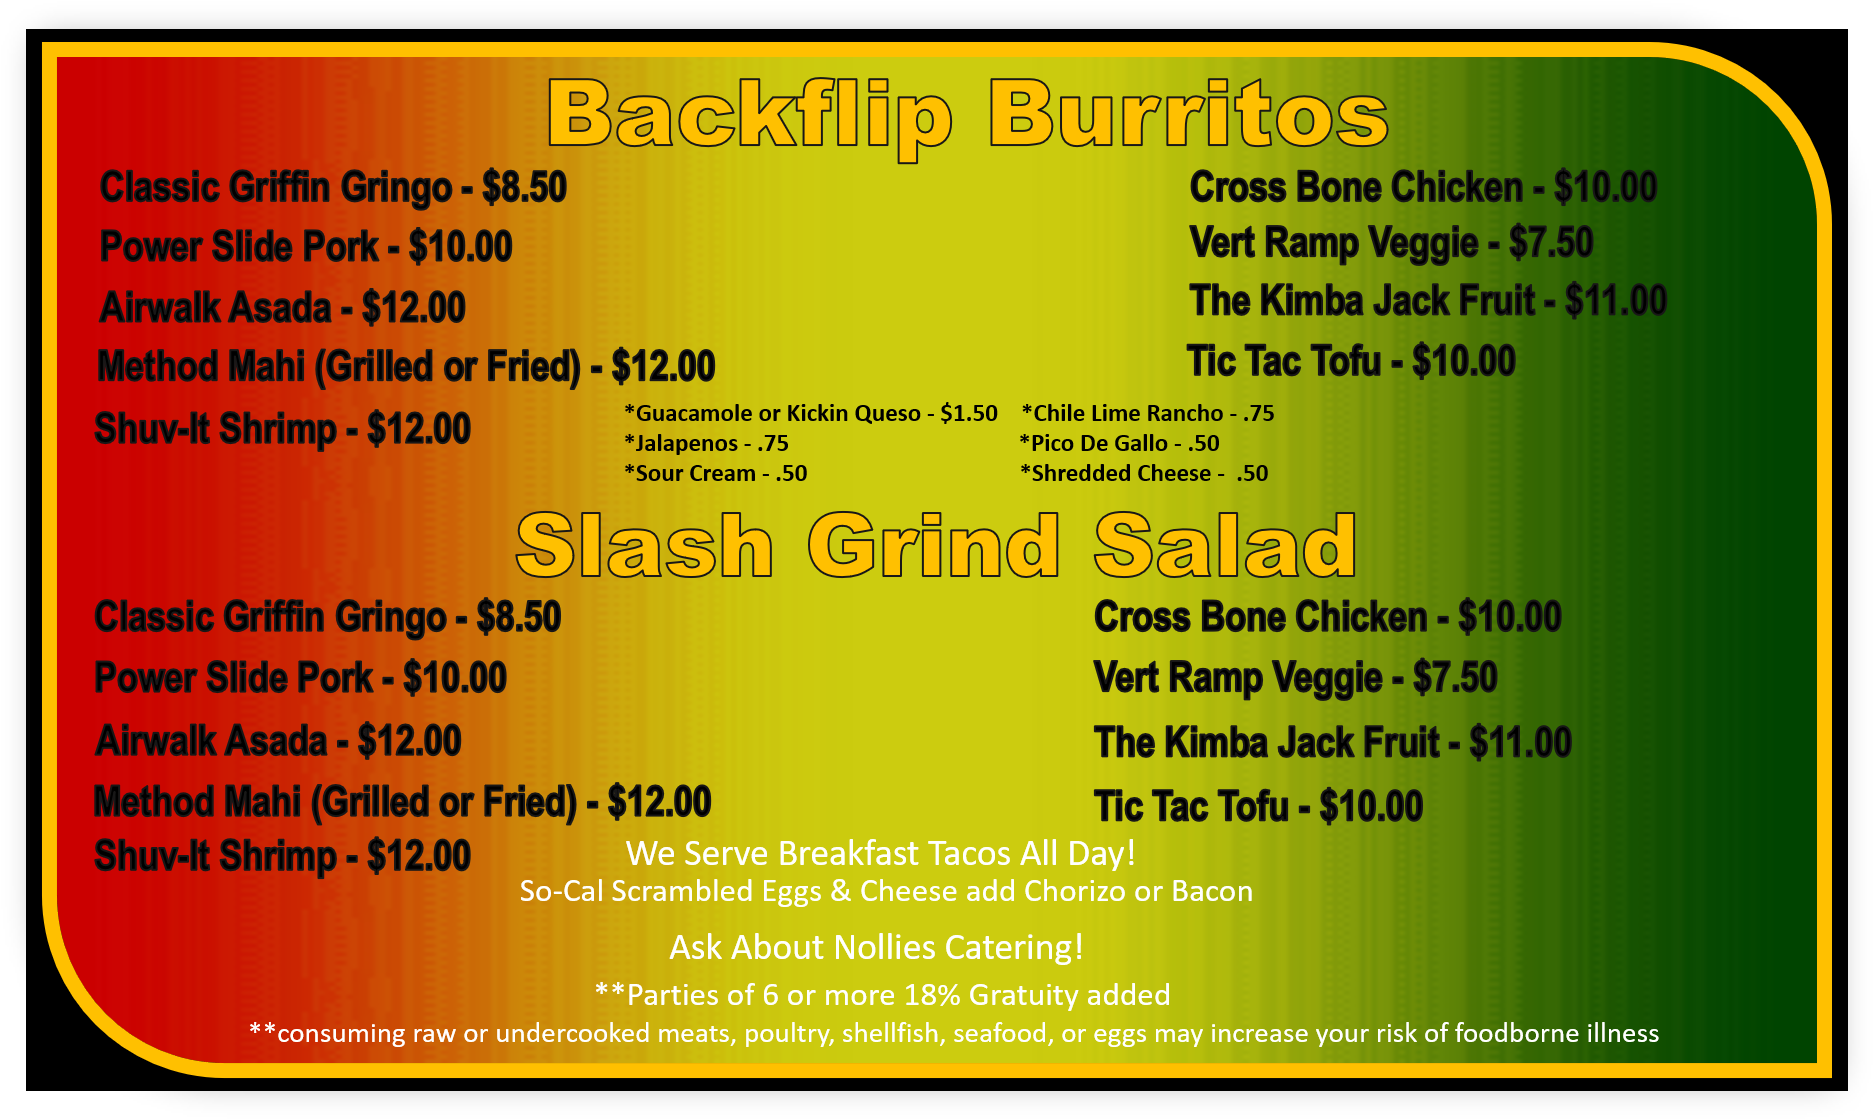 Backflip Burritos
Classic Griffin Gringo - $8.50
Power Slide Pork - $10.00
Airwalk Asada - $12.00
Method Mahi (Grilled or Fried) - $12.00
Shuv-It Shrimp - $12.00
Cross Bone Chicken - $10.00
Vert Ramp Veggie - $7.50
The Kimba Jack Fruit - $11.00
Tic Tac Tofu - $10.00
*Guacamole or Kickin Queso - $1.50 *Chile Lime Rancho - .75
*Jalapenos - .75 *Pico De Gallo - .50
*Sour Cream - .50 *Shredded Cheese - .50
Slash Grind Salad
Classic Griffin Gringo - $8.50
Power Slide Pork - $10.00
Airwalk Asada - $12.00
Method Mahi (Grilled or Fried) - $12.00
Shuv-It Shrimp - $12.00
Cross Bone Chicken - $10.00
Vert Ramp Veggie - $7.50
The Kimba Jack Fruit - $11.00
Tic Tac Tofu - $10.00
We Serve Breakfast Tacos All Day!
So-Cal Scrambled Eggs & Cheese add Chorizo or Bacon
Ask About Nollies Catering!
**Parties of 6 or more 18% Gratuity added
**consuming raw or undercooked meats, poultry, shellfish, seafood, or eggs may increase your risk of foodborne illness